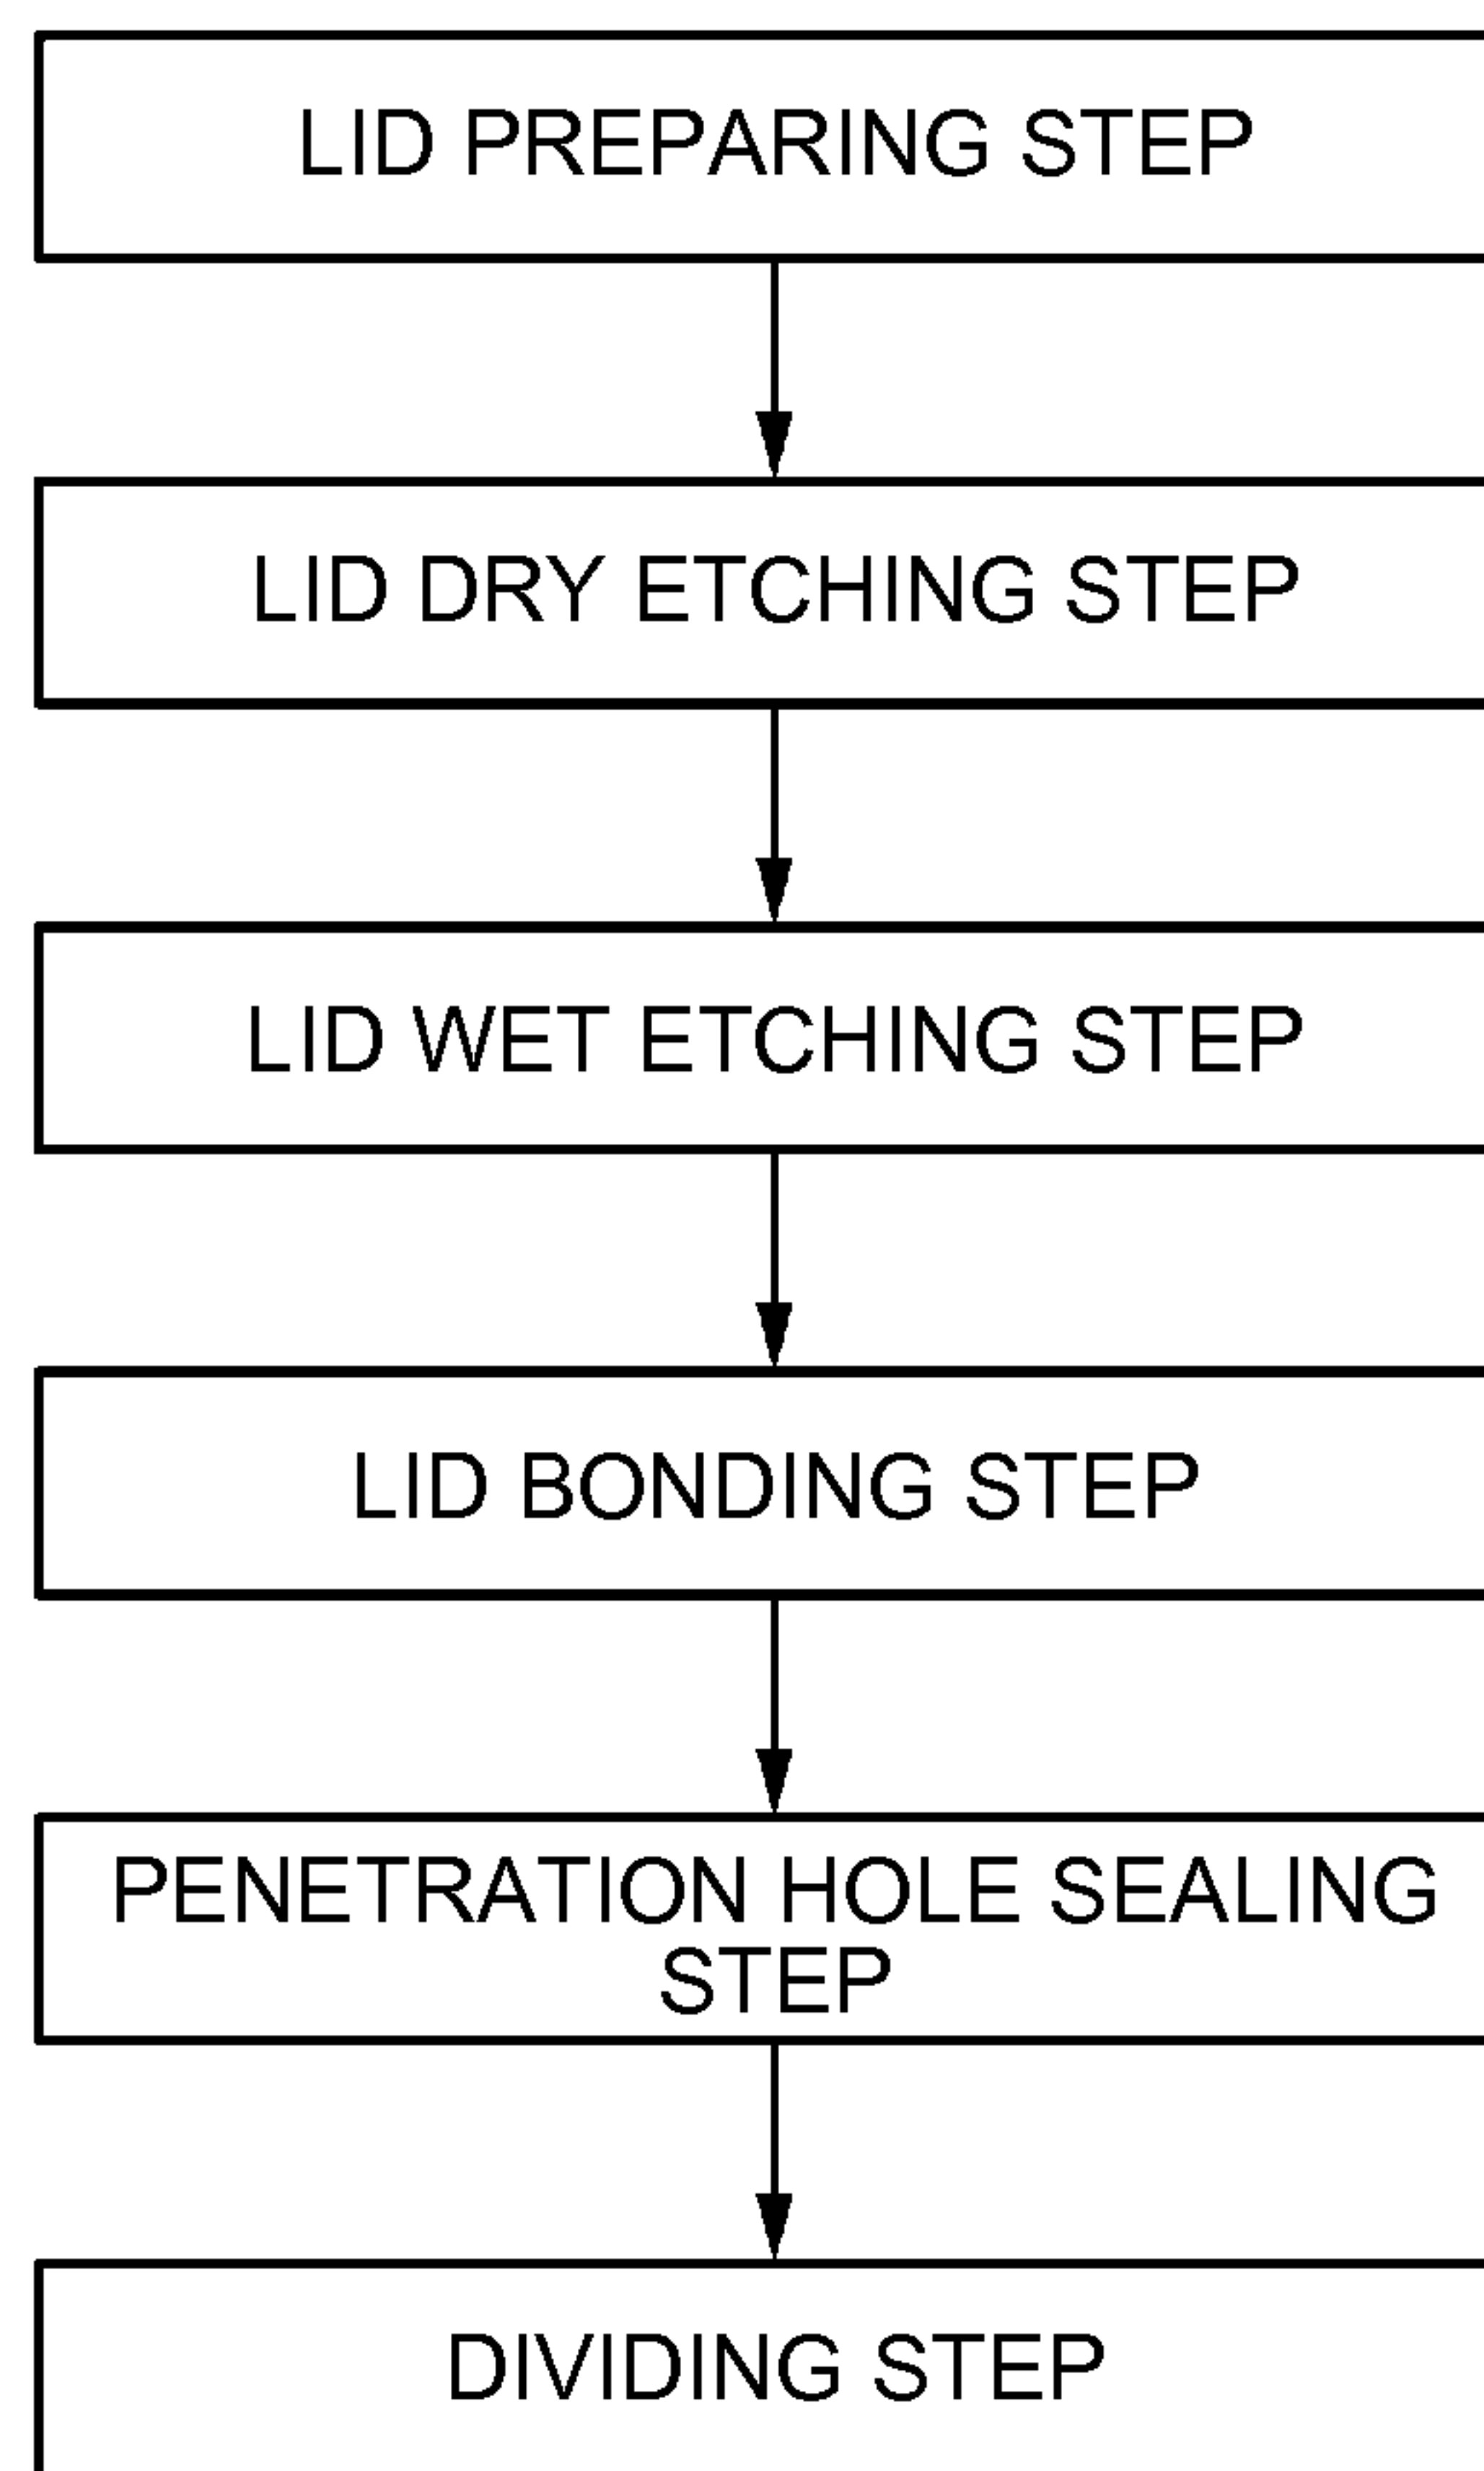 LID PREPARING STEP
LID DRY ETCHING STEP
LID WET ETCHING STEP
LID BONDING STEP
PENETRATION HOLE SEALING
STEP
DIVIDING STEP